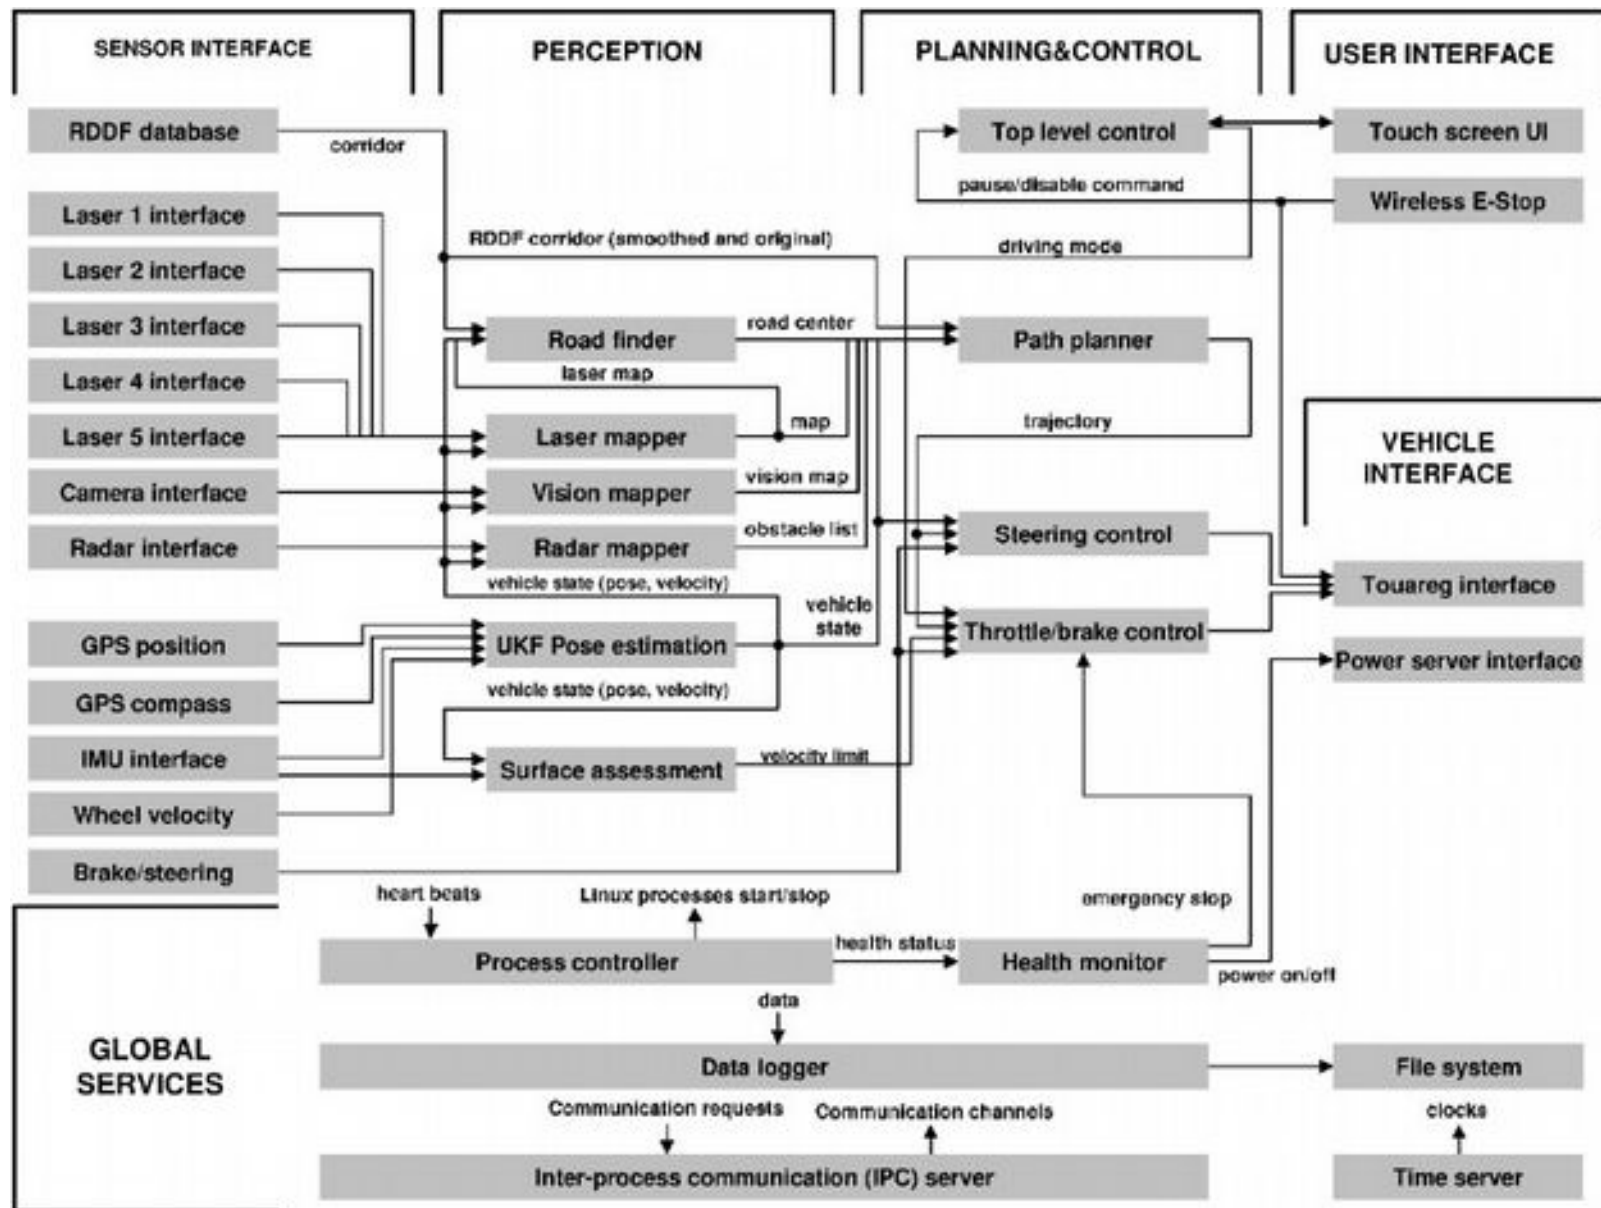 SENSOR INTERFACE
PERCEPTION
PLANNING&CONTROL
USER INTERFACE
RDDF database
corridor
Top level control
Touch screen UI
pause/disable command
Wireless E-Stop
Laser 1 interface
RDDF corridor (smoothed and original)
driving mode
Laser 2 interface
Laser 3 interface
Road finder
road center
Path planner
laser map
Laser 4 interface
Laser 5 interface
Laser mapper
map
trajectory
VEHICLE
INTERFACE
Camera interface
Vision mapper
vision map
Radar interface
Radar mapper
obstacle list
Steering control
vehicle state (pose, velocity)
Touareg interface
vehicle
state
GPS position
UKF Pose estimation
Throttle/brake control
Power server interface
vehicle state (pose, velocity)
GPS compass
IMU interface
Surface assessment
velocity limit
Wheel velocity
Brake/steering
heart beats
Linux processes start/stop
emergency stop
Process controller
health status
Health monitor
power on/off
data
GLOBAL
SERVICES
Data logger
File system
Communication requests
Communication channels
clocks
Inter-process communication (IPC) server
Time server